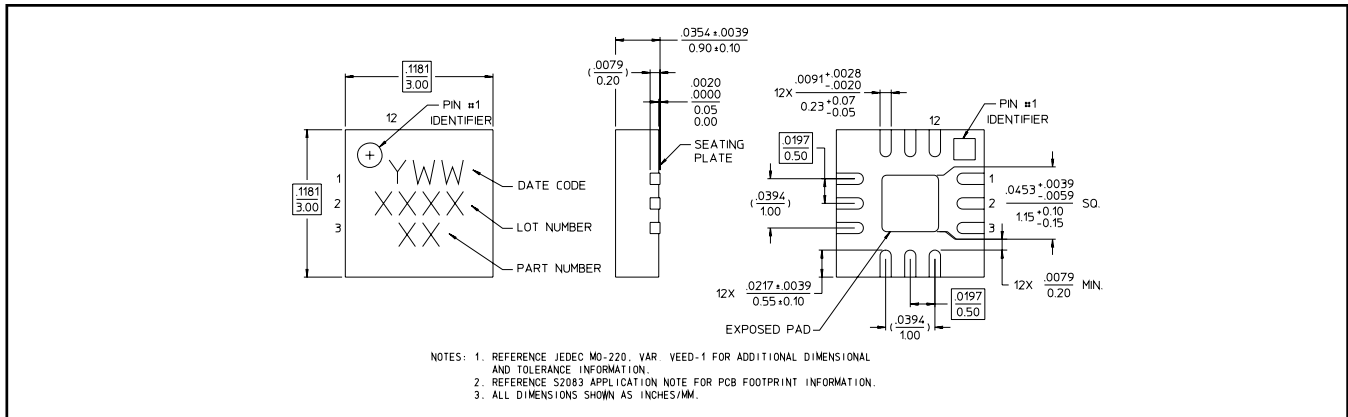 .1181
3.00
12
PIN #1
IDENTIFIER
.1181
3.00
1
2
3
YWW
XXXX
XX
DATE CODE
LOT NUMBER
PART NUMBER
.0354 ±.0039
0.90 ±0.10
(.0079
0.20)
.0020
.0000
0.05
0.00
SEATING
PLATE
12X .0091 +.0028 -.0020
0.23 +0.07 -0.05
12
PIN #1
IDENTIFIER
.0197
0.50
(.0394
1.00)
1
2
3
.0453 +.0039 -.0059
1.15 +0.10 -0.15
SQ.
12X .0217 ±.0039
0.55 ±0.10
.0197
0.50
(.0394
1.00)
12X .0079
0.20 MIN.
EXPOSED PAD
NOTES: 1. REFERENCE JEDEC MO-220, VAR. VEED-1 FOR ADDITIONAL DIMENSIONAL
AND TOLERANCE INFORMATION.
2. REFERENCE S2083 APPLICATION NOTE FOR PCB FOOTPRINT INFORMATION.
3. ALL DIMENSIONS SHOWN AS INCHES/MM.